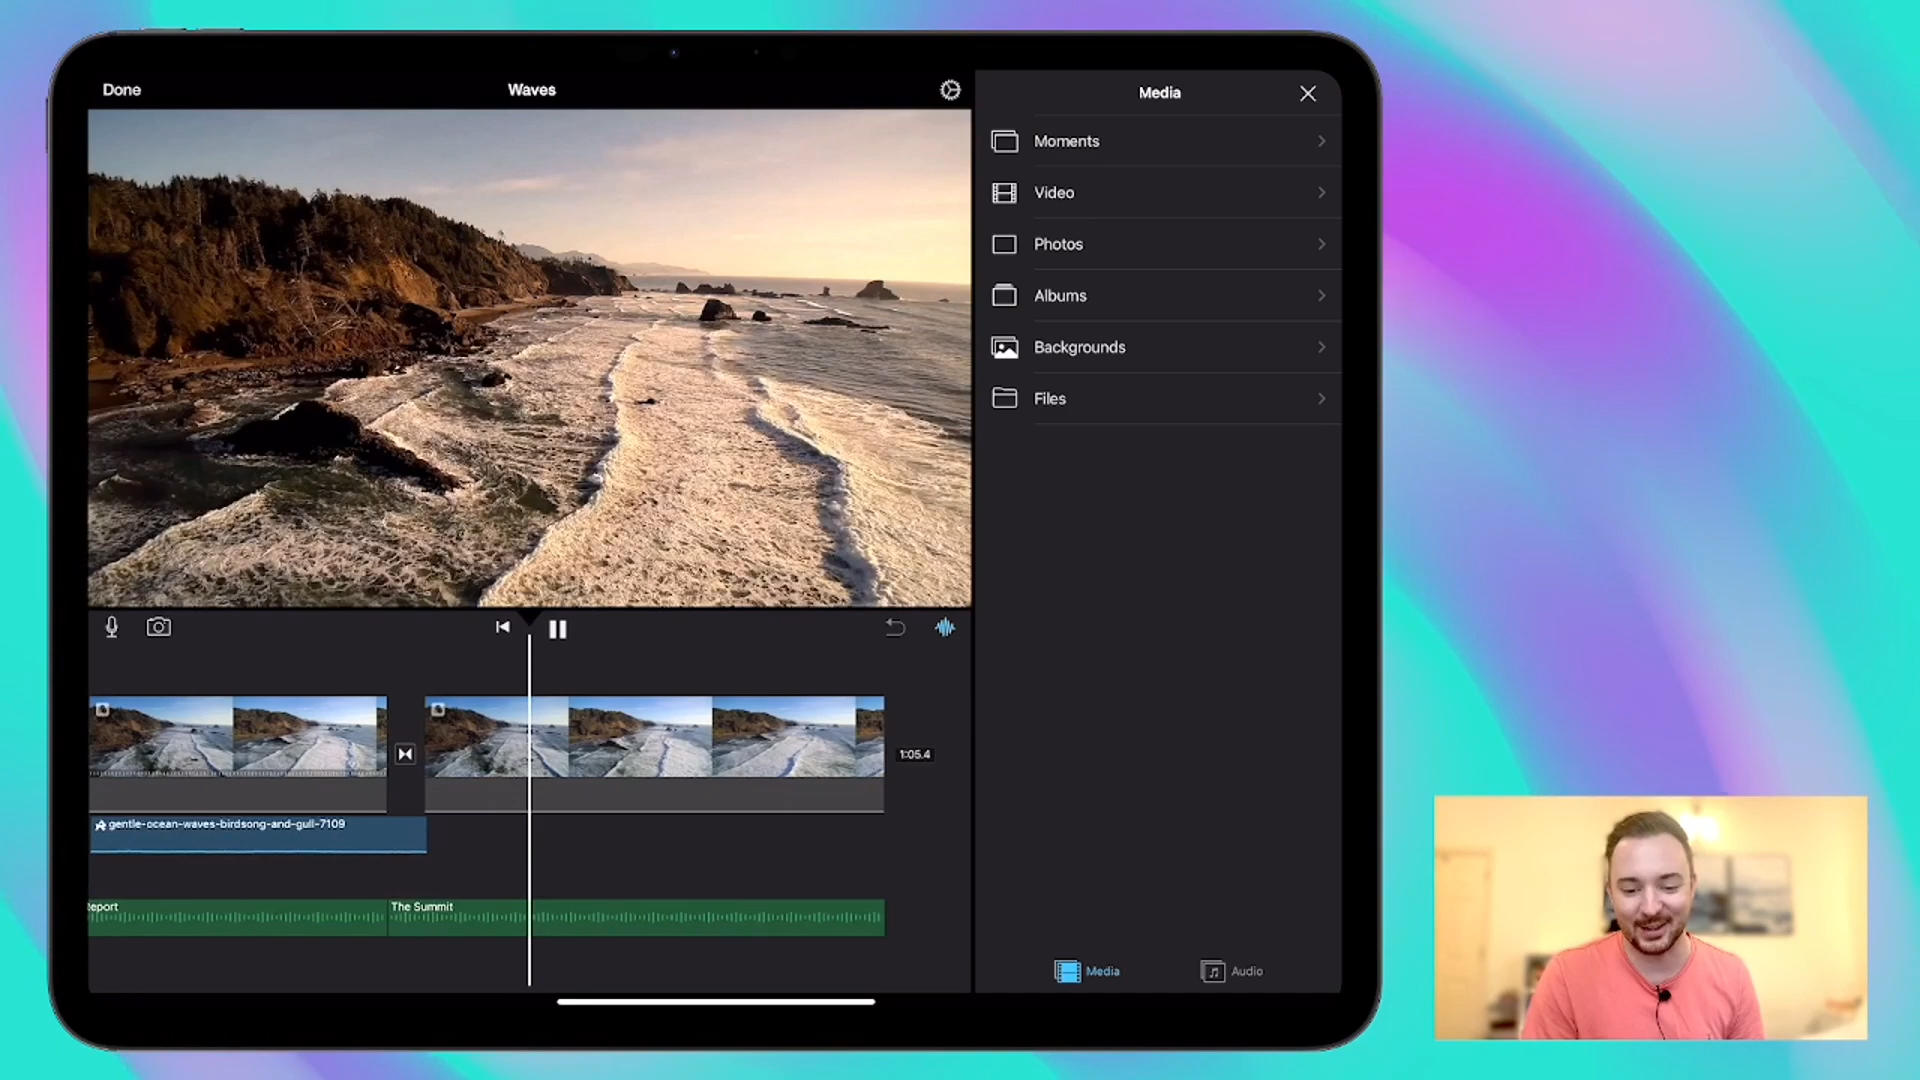 Done
Waves
Media
Moments
Video
Photos
Albums
Backgrounds
Files
1:05.4
gentle-ocean-waves-birdsong-and-gull-7109
eport
The Summit
Media
Audio